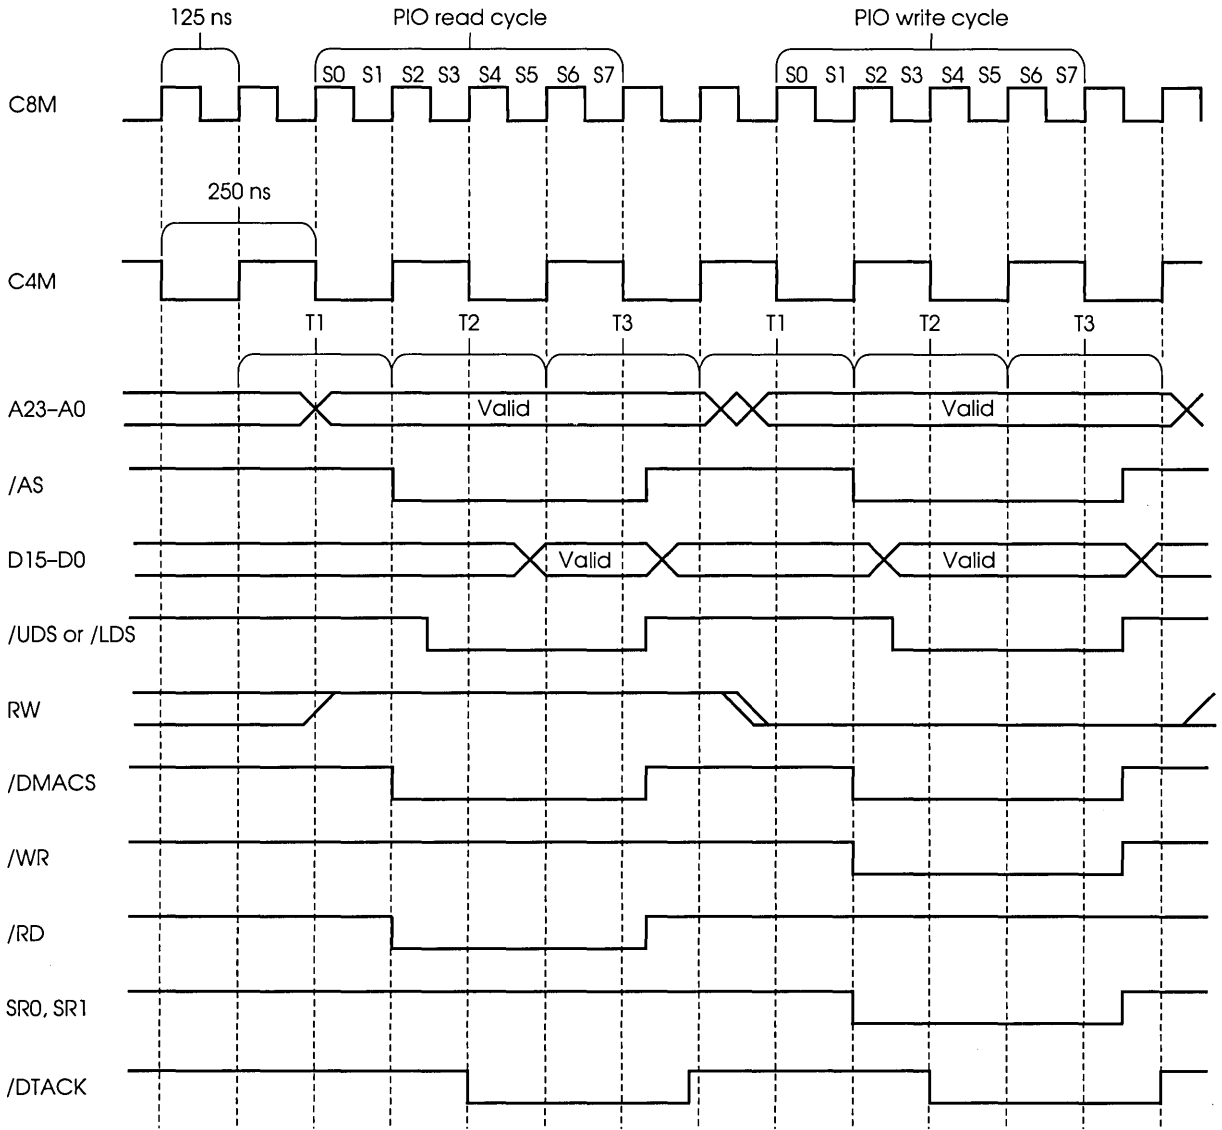 125 ns PIO read cycle PIO write cycle
S0 S1 S2 S3 S4 S5 S6 S7 S0 S1 S2 S3 S4 S5 S6 S7
C8M
250 ns
C4M
T1 T2 T3 T1 T2 T3
A23–A0 Valid Valid
/AS
D15–D0 Valid Valid
/UDS or /LDS
RW
/DMACS
/WR
/RD
SR0, SR1
/DTACK